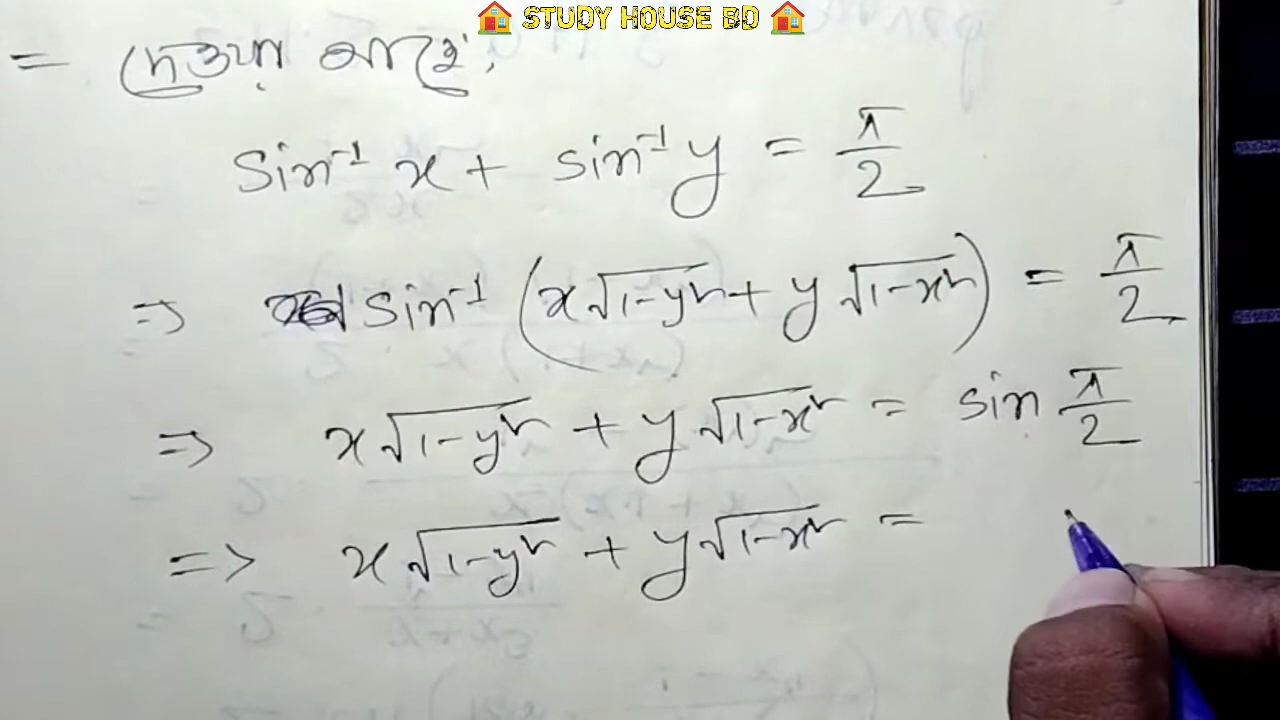 🏠 STUDY HOUSE BD 🏠
= দেওয়া আছে,
sin⁻¹ x + sin⁻¹ y = π/2
⇒ sin⁻¹ (x√(1-y²) + y√(1-x²)) = π/2
⇒ x√(1-y²) + y√(1-x²) = sin π/2
=> x√(1-y²) + y√(1-x²) =